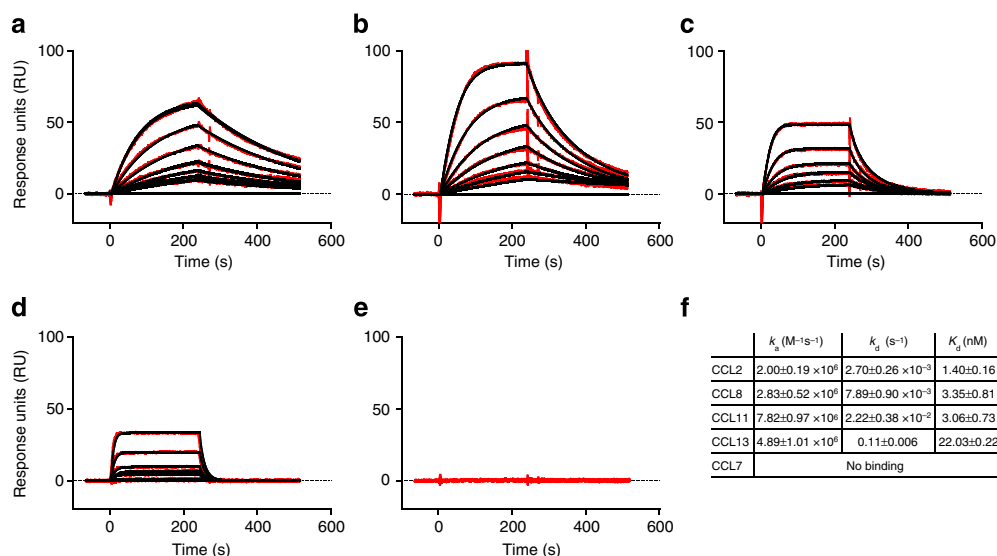 a
b
c
Response units (RU)
100
50
0
0
200
400
600
Time (s)
100
50
0
0
200
400
600
Time (s)
100
50
0
0
200
400
600
Time (s)
d
e
f
Response units (RU)
100
50
0
0
200
400
600
Time (s)
100
50
0
0
200
400
600
Time (s)
kₐ (M⁻¹s⁻¹) k_d (s⁻¹) K_d (nM)
CCL2 2.00±0.19 ×10⁶ 2.70±0.26 ×10⁻³ 1.40±0.16
CCL8 2.83±0.52 ×10⁶ 7.89±0.90 ×10⁻³ 3.35±0.81
CCL11 7.82±0.97 ×10⁶ 2.22±0.38 ×10⁻² 3.06±0.73
CCL13 4.89±1.01 ×10⁶ 0.11±0.006 22.03±0.22
CCL7 No binding